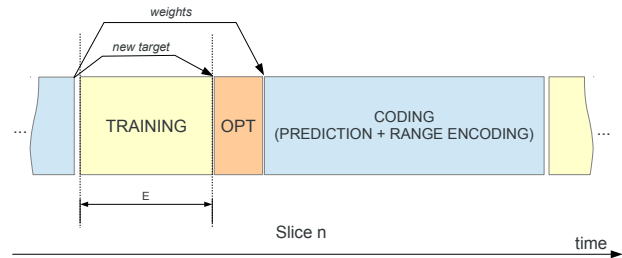 weights
new target
...
TRAINING
OPT
CODING
(PREDICTION + RANGE ENCODING)
...
E
Slice n
time